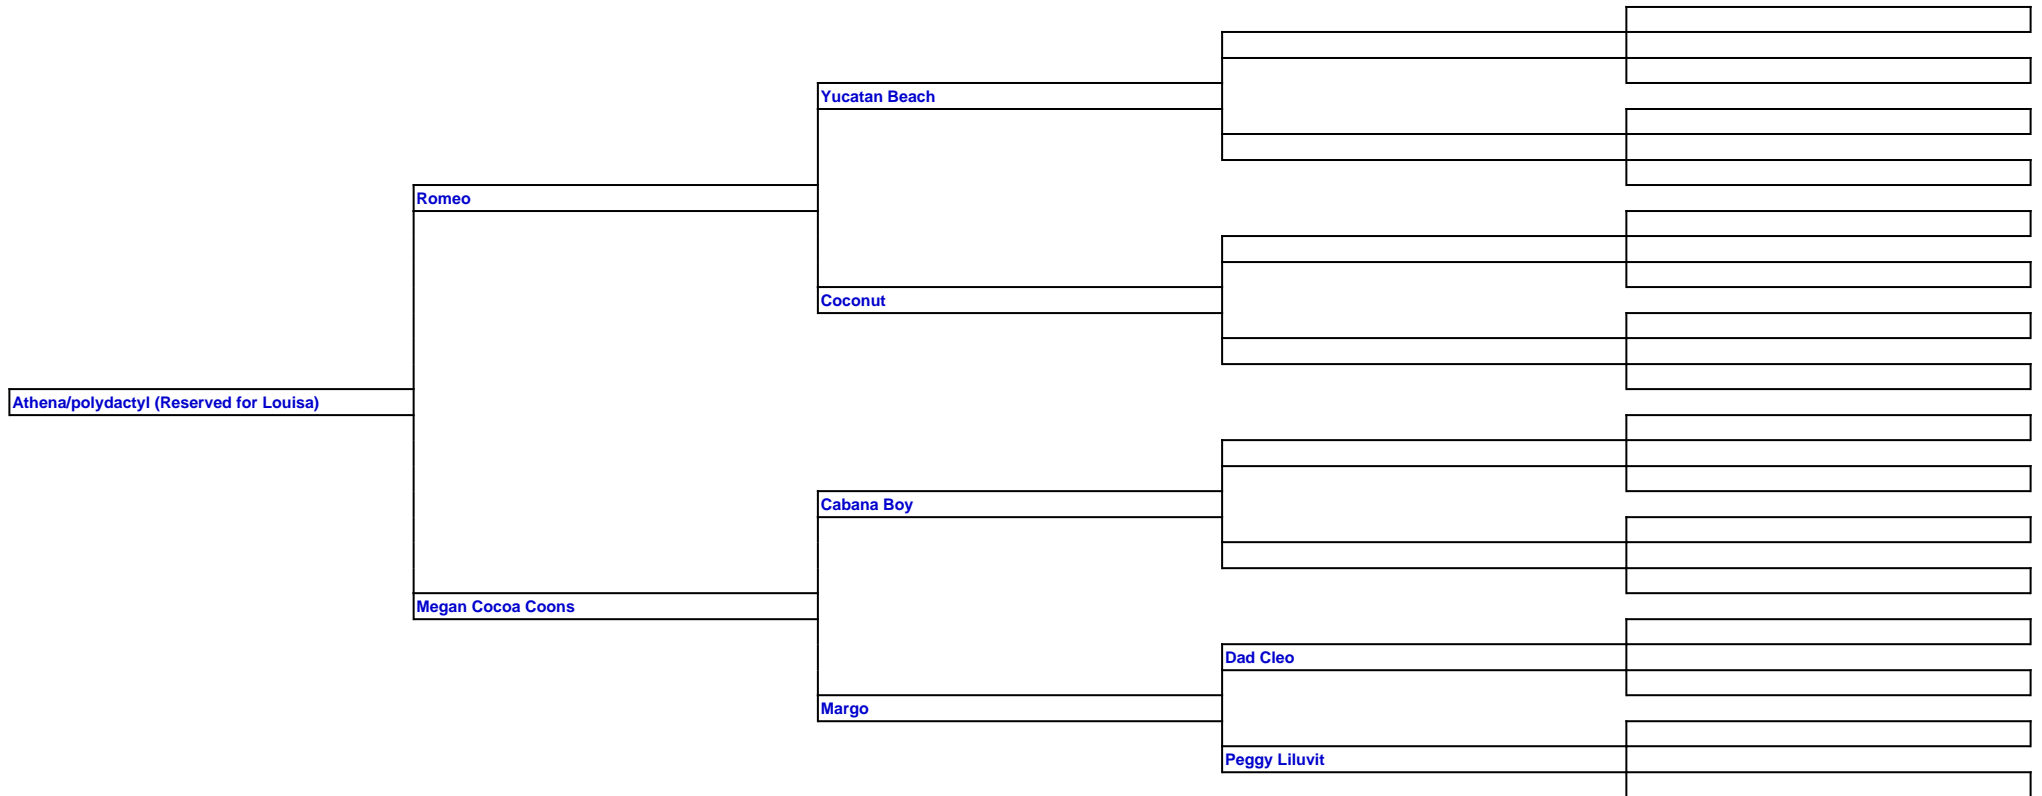 Yucatan Beach
Romeo
Coconut
Athena/polydactyl (Reserved for Louisa)
Cabana Boy
Megan Cocoa Coons
Dad Cleo
Margo
Peggy Liluvit